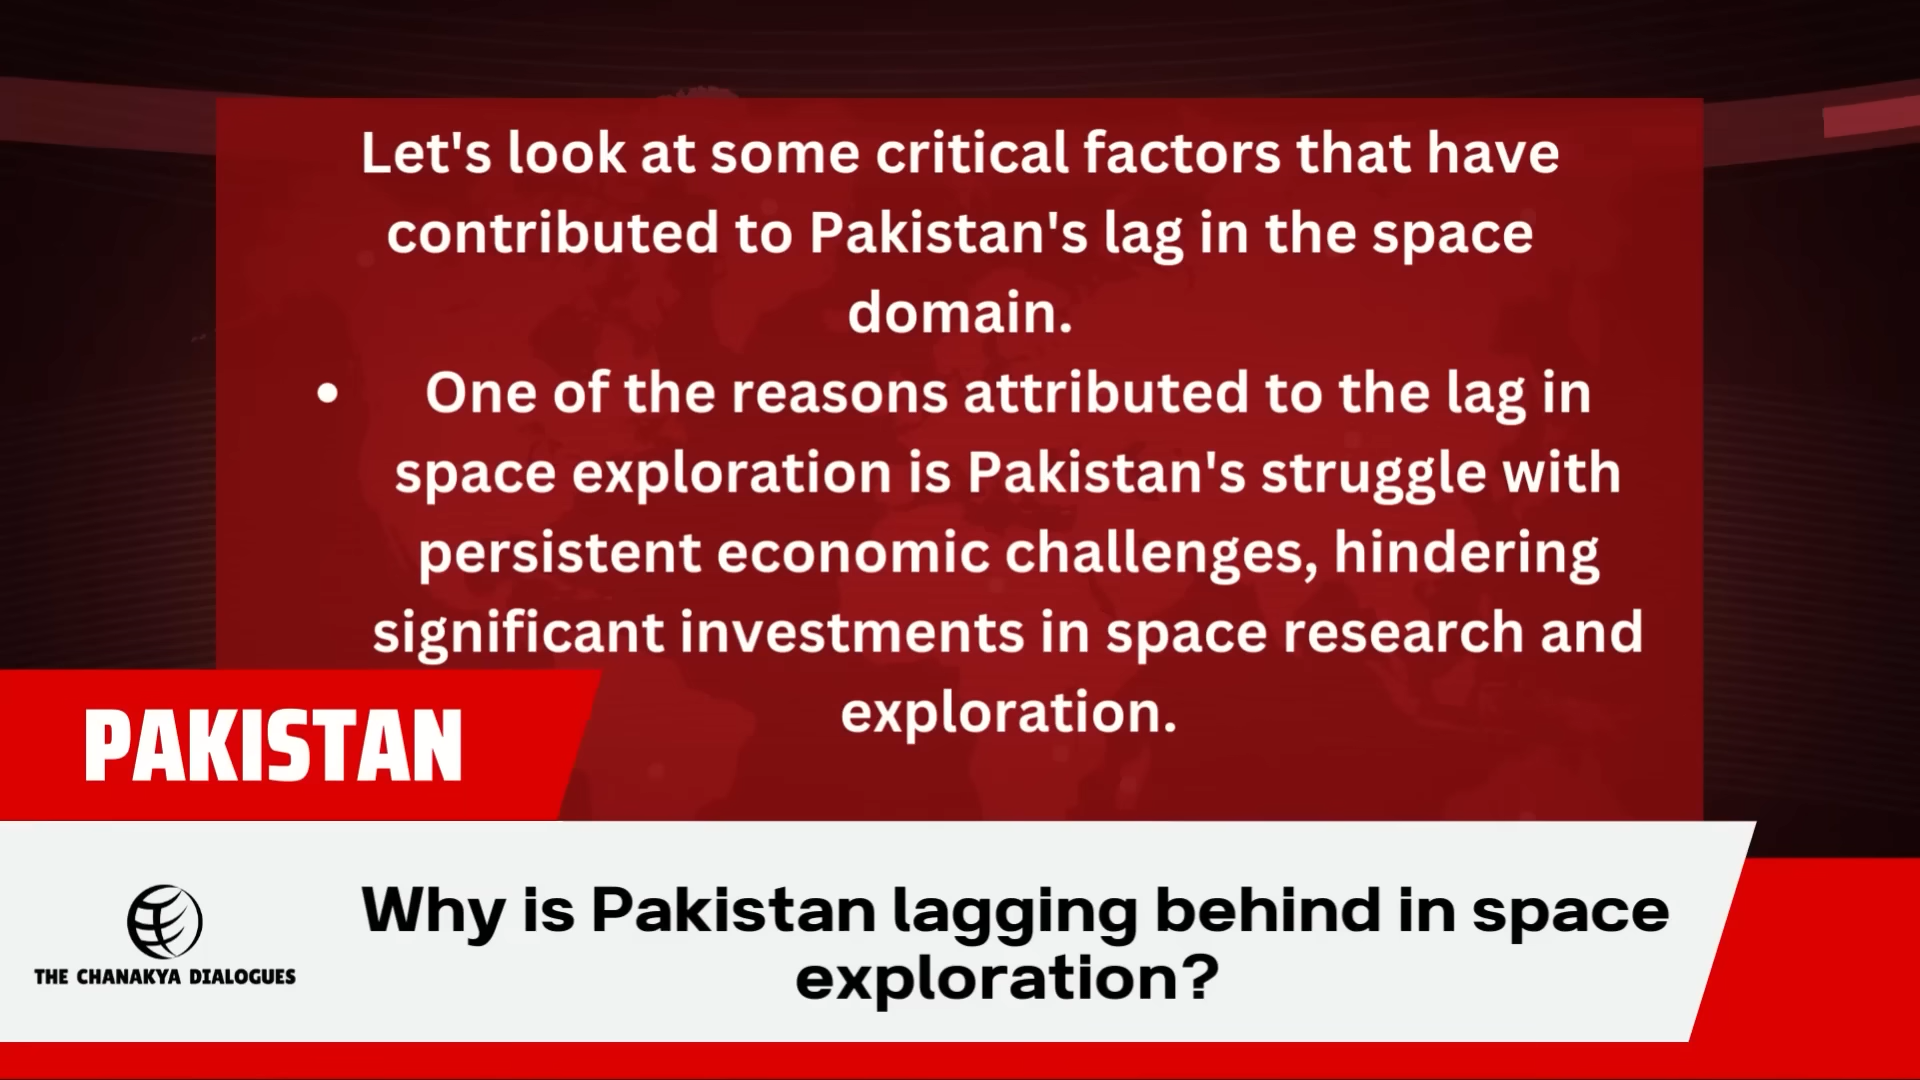 Let's look at some critical factors that have
contributed to Pakistan's lag in the space
domain.
• One of the reasons attributed to the lag in
space exploration is Pakistan's struggle with
persistent economic challenges, hindering
significant investments in space research and
exploration.
PAKISTAN
Why is Pakistan lagging behind in space
exploration?
THE CHANAKYA DIALOGUES